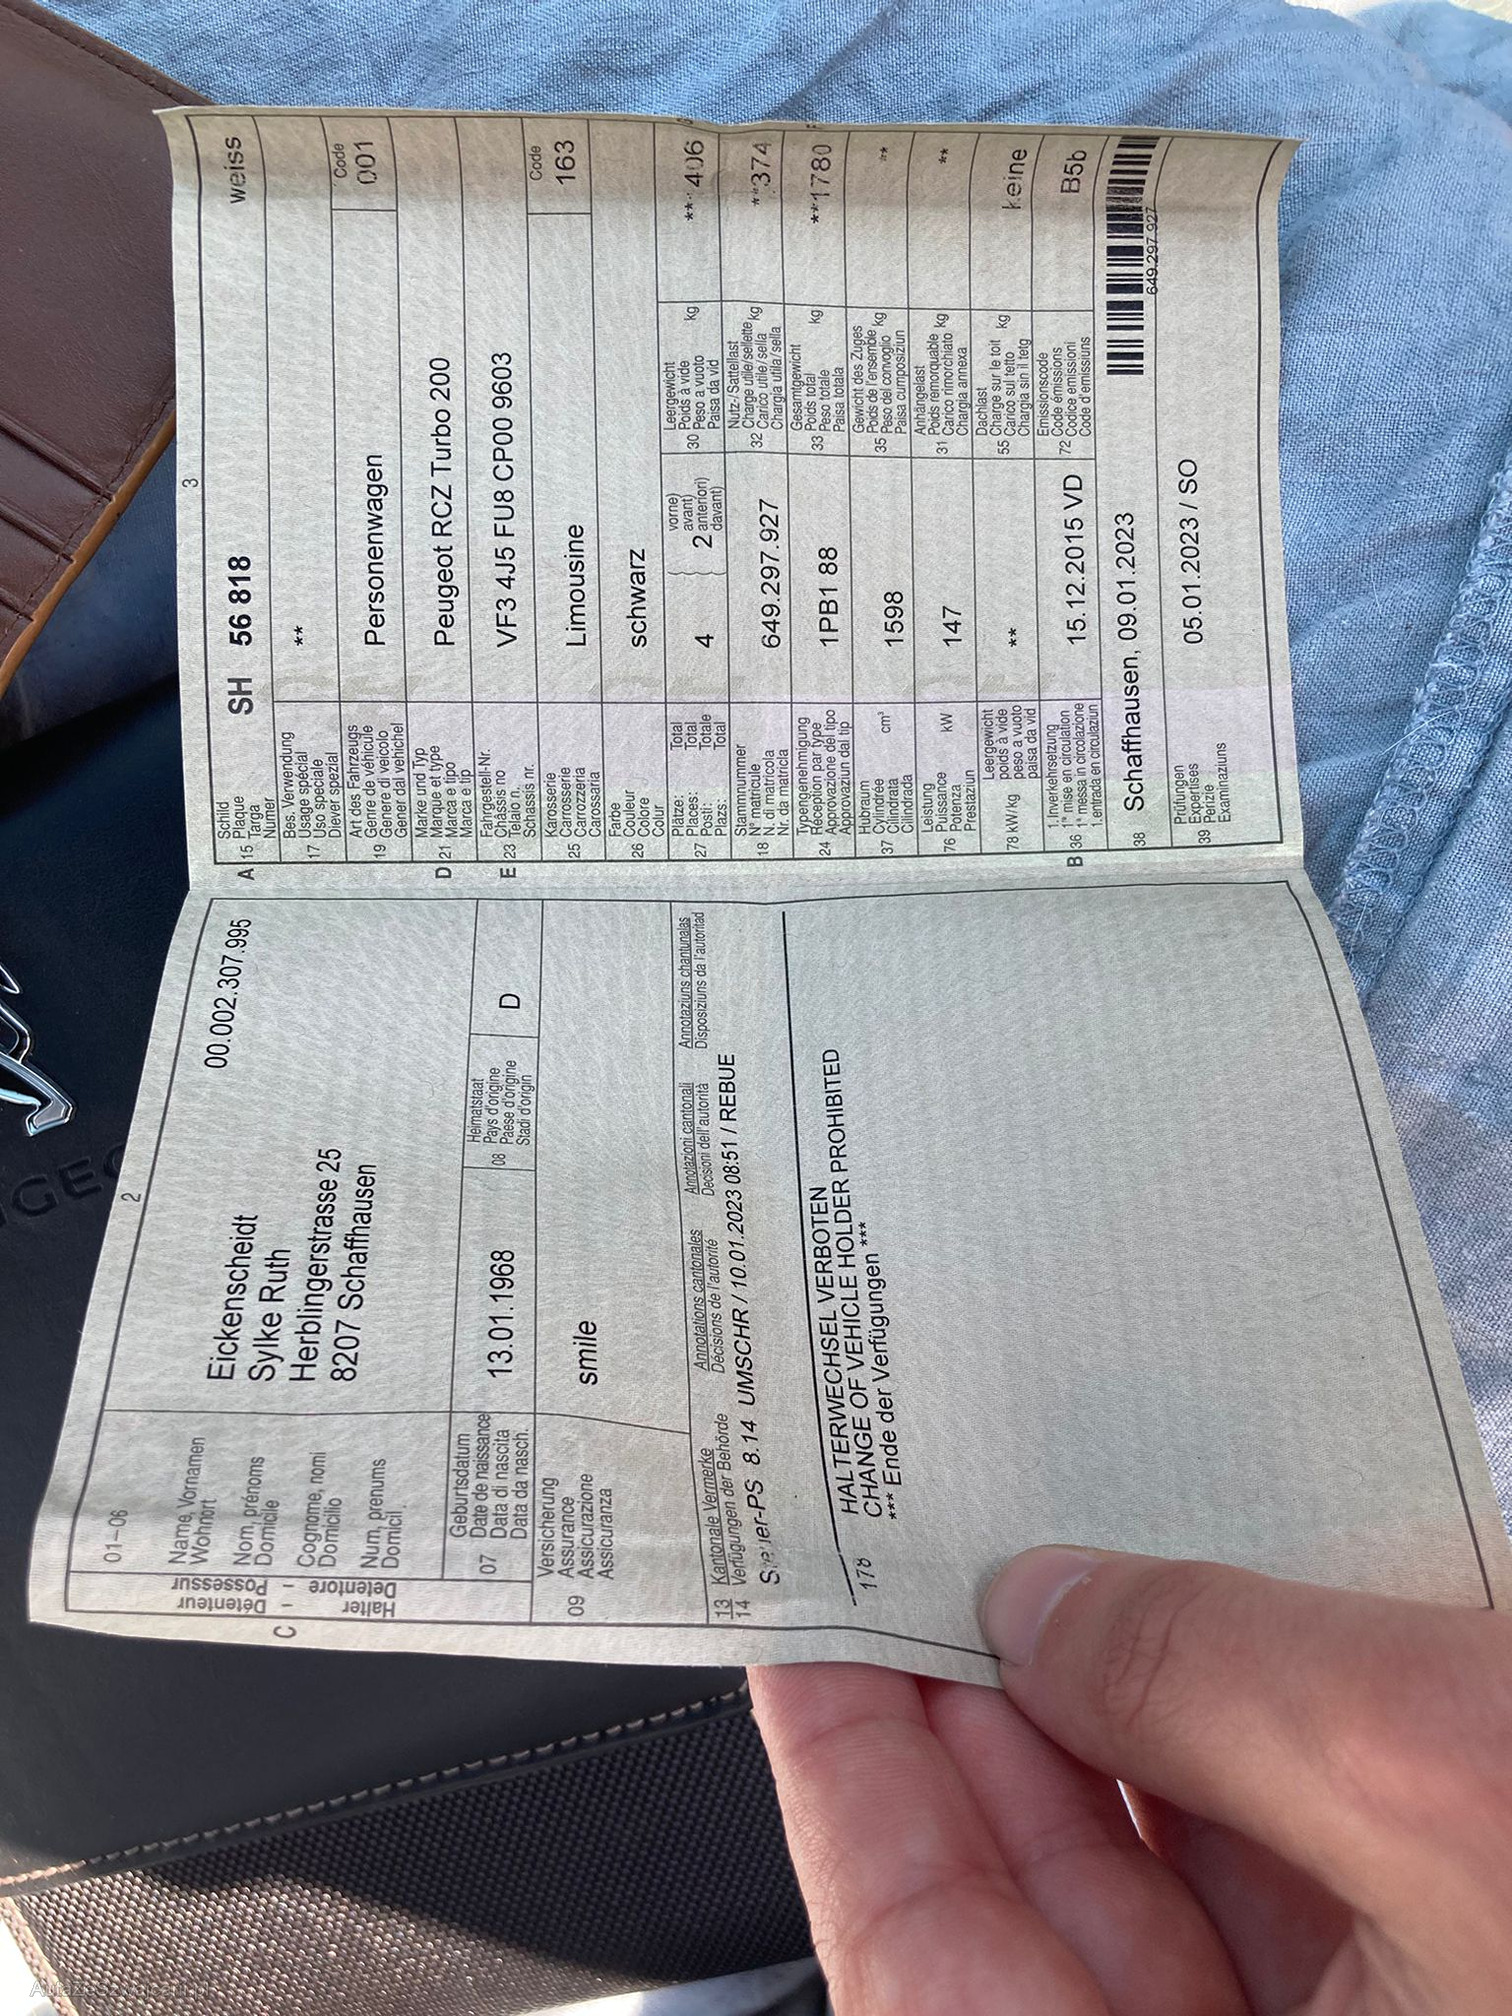 2
01-06
Name, Vornamen
Wohnort
Nom, prénoms
Domicile
Cognome, nomi
Domicilio
Num, prenums
Domicil
C
Halter - Détenteur
Detentore - Possessur
00.002.307.995
Eickenscheidt
Sylke Ruth
Herblingerstrasse 25
8207 Schaffhausen
07
Geburtsdatum
Date de naissance
Data di nascita
Data da nasch.
13.01.1968
08
Heimatstaat
Pays d'origine
Paese d'origine
Stadi d'origin
D
09
Versicherung
Assurance
Assicurazione
Assicuranza
smile
13 Kantonale Vermerke Annotations cantonales Annotazioni cantonali Annotaziuns chantunalas
14 Verfügungen der Behörde Décisions de l'autorité Decisioni dell'autorità Disposiziuns da l'autoritad
8.14 UMSCHR / 10.01.2023 08:51 / REBUE
178 HALTERWECHSEL VERBOTEN
CHANGE OF VEHICLE HOLDER PROHIBITED
*** Ende der Verfügungen ***
3
A 15
Schild
Plaque
Targa
Numer
SH 56 818 weiss
17
Bes. Verwendung
Usage spécial
Uso speciale
Diever spezial
**
19
Art des Fahrzeugs
Genre de véhicule
Genere di veicolo
Gener dal vehichel
Personenwagen
Code
001
D 21
Marke und Typ
Marque et type
Marca e tipo
Marca e tip
Peugeot RCZ Turbo 200
E 23
Fahrgestell-Nr.
Châssis no
Telaio n.
Schassis nr.
VF3 4J5 FU8 CP00 9603
25
Karosserie
Carrosserie
Carrozzeria
Carossaria
Limousine
Code
163
26
Farbe
Couleur
Colore
Colur
schwarz
27
Plätze: Total
Places: Total
Posti: Totale
Plazs: Total
4
2
vorne)
avant)
anteriori)
davant)
30
Leergewicht
Poids à vide
Peso a vuoto
Paisa da vid
kg
*** 406
18
Stammnummer
N° matricule
N. di matricola
Nr. da matricla
649.297.927
32
Nutz-/Sattellast
Charge utile/sellette
Carico utile/sella
Chargia utila/sella
kg
**374
24
Typengenehmigung
Réception par type
Approvazione del tipo
Approvaziun dal tip
1PB1 88
33
Gesamtgewicht
Poids total
Peso totale
Paisa totala
kg
**1780
37
Hubraum
Cylindrée
Cilindrata
Cilindrada
cm³
1598
35
Gewicht des Zuges
Poids de l'ensemble
Peso del convoglio
Paisa cumposiziun
kg
**
76
Leistung
Puissance
Potenza
Prestaziun
kW
147
31
Anhängelast
Poids remorquable
Carico rimorchiato
Chargia annexa
kg
**
78 kW/kg
Leergewicht
poids à vide
peso a vuoto
paisa da vid
**
55
Dachlast
Charge sur le toit
Carico sul tetto
Chargia sin il tetg
kg
keine
B 36
1. Inverkehrsetzung
1re mise en circulation
1a messa in circolazione
1. entrada en circulaziun
15.12.2015 VD
72
Emissionscode
Code émissions
Codice emissioni
Code d'emissiuns
B5b
38 Schaffhausen, 09.01.2023
649.297.927
39
Prüfungen
Expertises
Perizie
Examinaziuns
05.01.2023 / SO